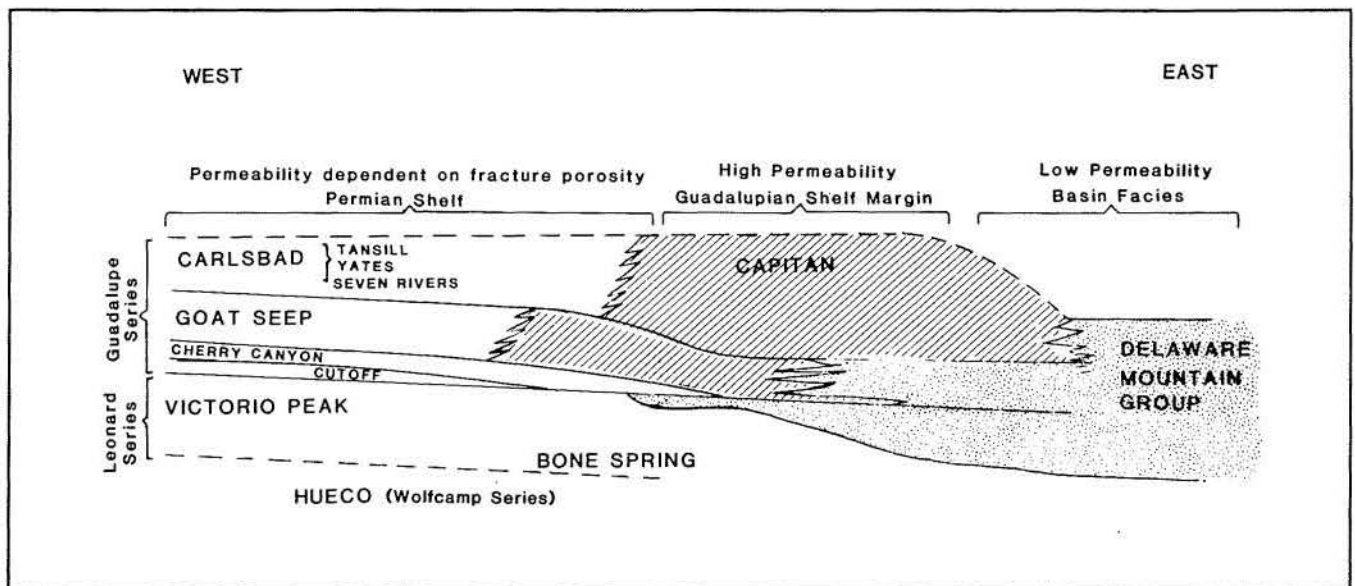 WEST
EAST
Permeability dependent on fracture porosity
Permian Shelf
High Permeability
Guadalupian Shelf Margin
Low Permeability
Basin Facies
Guadalupe
Series
CARLSBAD
TANSILL
YATES
SEVEN RIVERS
CAPITAN
GOAT SEEP
CHERRY CANYON
CUTOFF
DELAWARE
MOUNTAIN
GROUP
Leonard
Series
VICTORIO PEAK
BONE SPRING
HUECO (Wolfcamp Series)